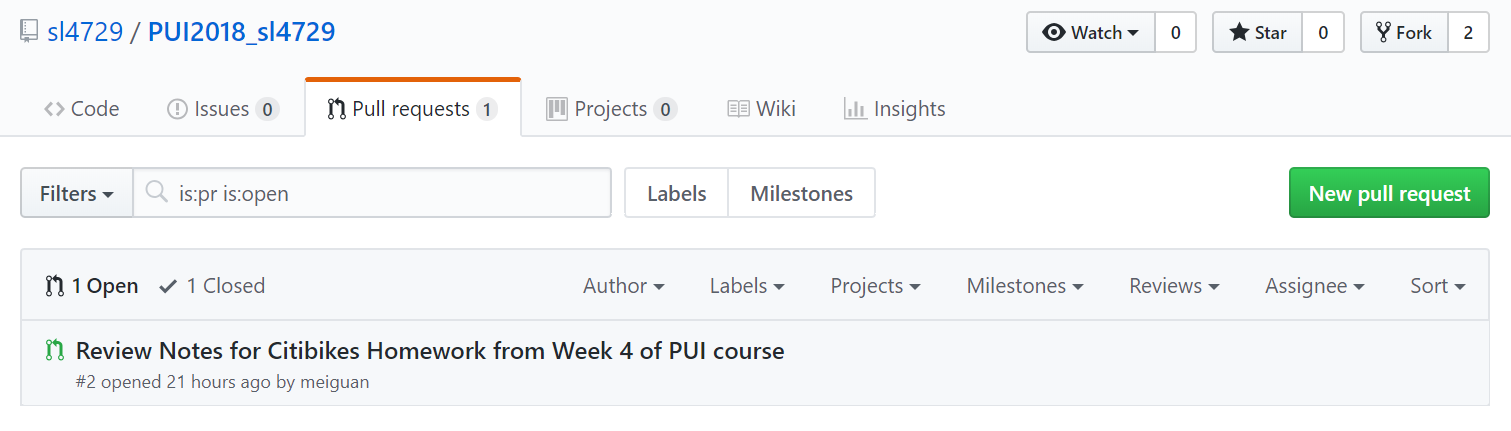 sl4729 / PUI2018_sl4729 Watch 0 Star 0 Fork 2
Code Issues 0 Pull requests 1 Projects 0 Wiki Insights
Filters is:pr is:open Labels Milestones New pull request
1 Open 1 Closed Author Labels Projects Milestones Reviews Assignee Sort
Review Notes for Citibikes Homework from Week 4 of PUI course
#2 opened 21 hours ago by meiguan